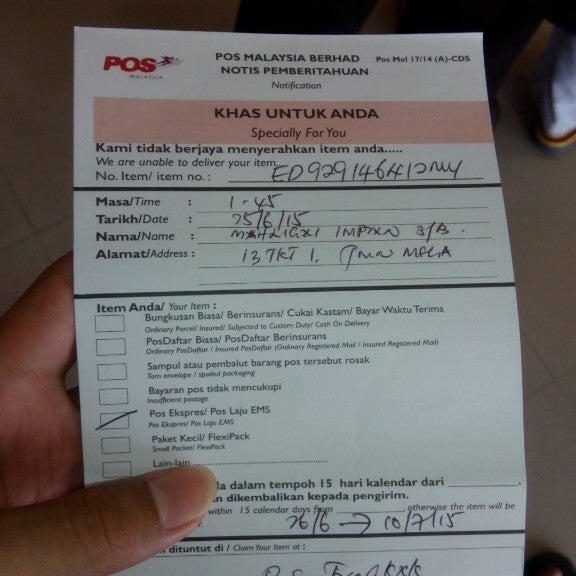 POS
MALAYSIA
POS MALAYSIA BERHAD
Pos Mel 17/14 (A)-CDS
NOTIS PEMBERITAHUAN
Notification
KHAS UNTUK ANDA
Specially For You
Kami tidak berjaya menyerahkan item anda.....
We are unable to deliver your item....
No. Item/ item no.: ED929146412MY
Masa/Time : 1-45
Tarikh/Date : 25/6/15
Nama/Name :
Alamat/Address : 13 TKT 1. TMN
Item Anda/ Your Item :
Bungkusan Biasa/ Berinsurans/ Cukai Kastam/ Bayar Waktu Terima
Ordinary Parcel/ Insured/ Subjected to Custom Duty/ Cash On Delivery
PosDaftar Biasa/ PosDaftar Berinsurans
Ordinary PosDaftar / Insured PosDaftar (Ordinary Registered Mail / Insured Registered Mail)
Sampul atau pembalut barang pos tersebut rosak
Torn envelope / spoiled packaging
Bayaran pos tidak mencukupi
Insufficient postage
Pos Ekspres/ Pos Laju EMS
Pos Ekspres/ Pos Laju EMS
Paket Kecil/ FlexiPack
Small Packet/ FlexiPack
Lain-lain
da dalam tempoh 15 hari kalendar dari
n dikembalikan kepada pengirim.
within 15 calendar days from , otherwise the item will be
r. 26/6 → 10/7/15
dituntut di / Claim Your Item at :